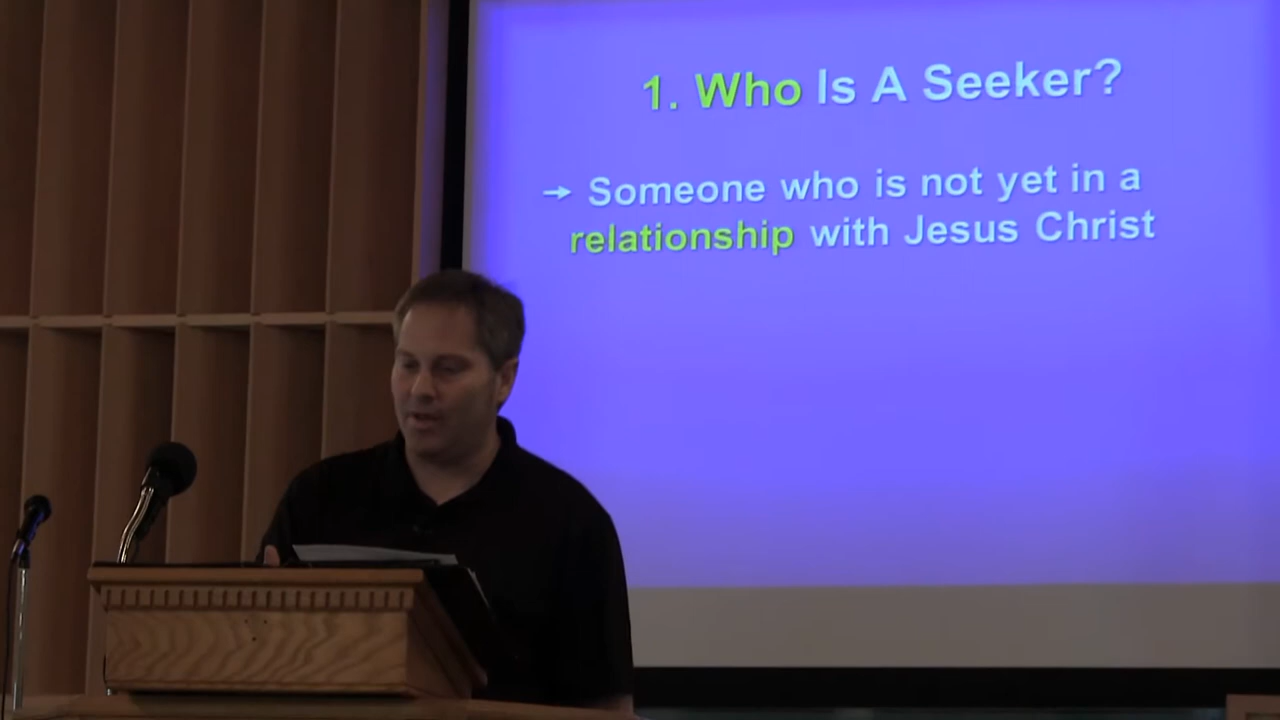 1. Who Is A Seeker?
→ Someone who is not yet in a
relationship with Jesus Christ